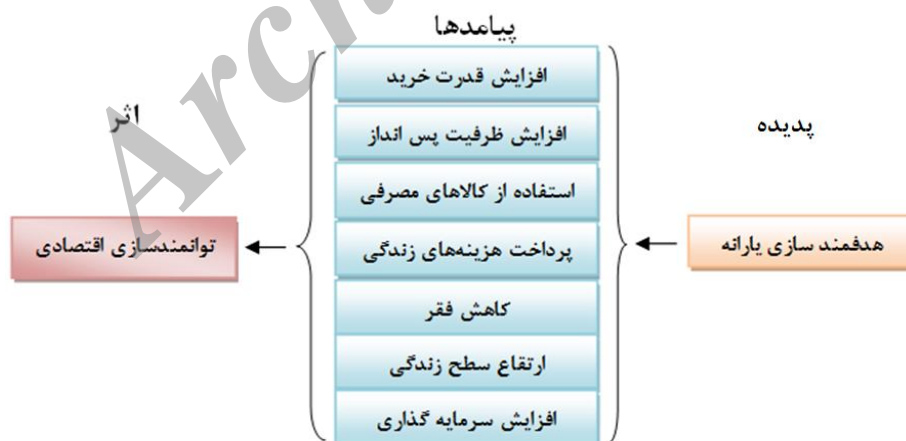 پیامدها
پدیده
اثر
هدفمند سازی یارانه
افزایش قدرت خرید
افزایش ظرفیت پس انداز
استفاده از کالاهای مصرفی
پرداخت هزینه‌های زندگی
کاهش فقر
ارتقاع سطح زندگی
افزایش سرمایه گذاری
توانمندسازی اقتصادی
Arch